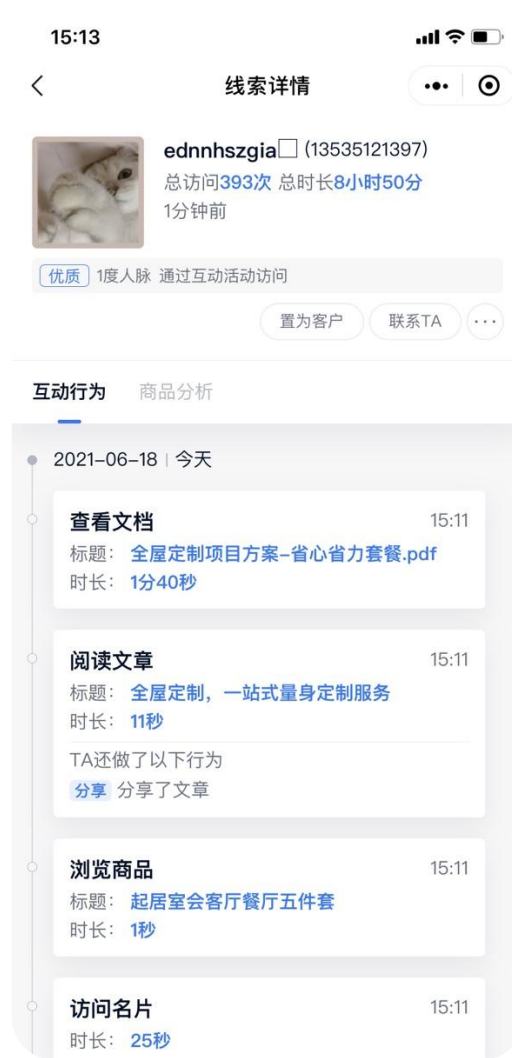 15:13
线索详情
ednnhszgia□ (13535121397)
总访问393次 总时长8小时50分
1分钟前
优质 1度人脉 通过互动活动访问
置为客户 联系TA ···
互动行为 商品分析
2021-06-18 | 今天
查看文档 15:11
标题: 全屋定制项目方案-省心省力套餐.pdf
时长: 1分40秒
阅读文章 15:11
标题: 全屋定制，一站式量身定制服务
时长: 11秒
TA还做了以下行为
分享 分享了文章
浏览商品 15:11
标题: 起居室会客厅餐厅五件套
时长: 1秒
访问名片 15:11
时长: 25秒